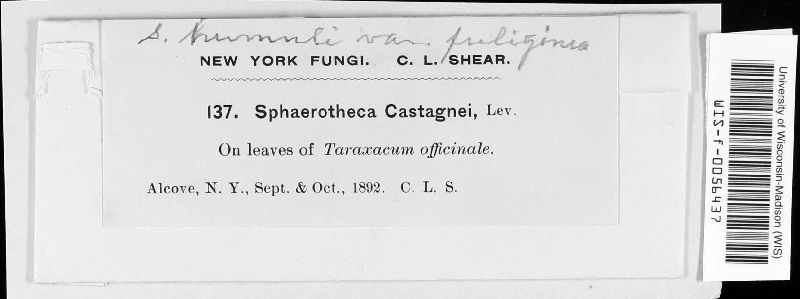 S. humuli var. fuliginea
NEW YORK FUNGI. C. L. SHEAR.
137. Sphaerotheca Castagnei, Lev.
On leaves of Taraxacum officinale.
Alcove, N. Y., Sept. & Oct., 1892. C. L. S.
University of Wisconsin-Madison (WIS)
WIS-f-0056437